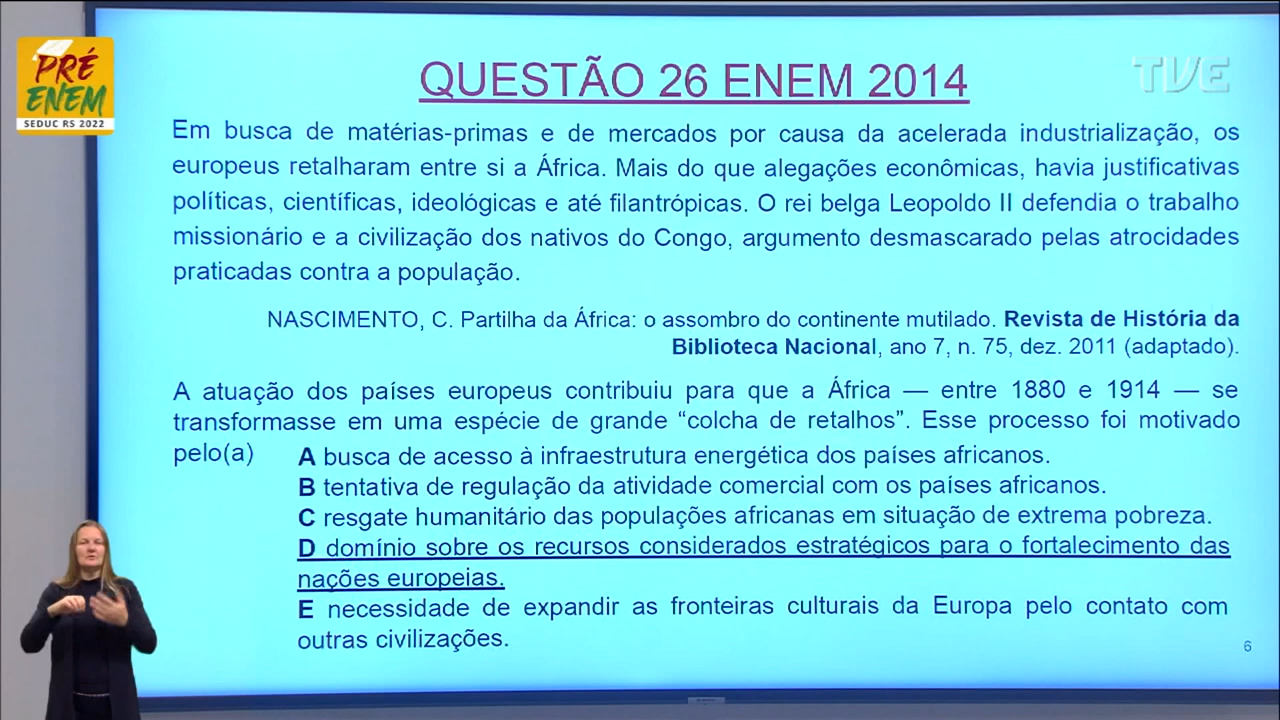 PRÉ
ENEM
SEDUC RS 2022
TVE
QUESTÃO 26 ENEM 2014
Em busca de matérias-primas e de mercados por causa da acelerada industrialização, os
europeus retalharam entre si a África. Mais do que alegações econômicas, havia justificativas
políticas, científicas, ideológicas e até filantrópicas. O rei belga Leopoldo II defendia o trabalho
missionário e a civilização dos nativos do Congo, argumento desmascarado pelas atrocidades
praticadas contra a população.
NASCIMENTO, C. Partilha da África: o assombro do continente mutilado. Revista de História da
Biblioteca Nacional, ano 7, n. 75, dez. 2011 (adaptado).
A atuação dos países europeus contribuiu para que a África — entre 1880 e 1914 — se
transformasse em uma espécie de grande “colcha de retalhos”. Esse processo foi motivado
pelo(a)
A busca de acesso à infraestrutura energética dos países africanos.
B tentativa de regulação da atividade comercial com os países africanos.
C resgate humanitário das populações africanas em situação de extrema pobreza.
D domínio sobre os recursos considerados estratégicos para o fortalecimento das
nações europeias.
E necessidade de expandir as fronteiras culturais da Europa pelo contato com
outras civilizações.
6